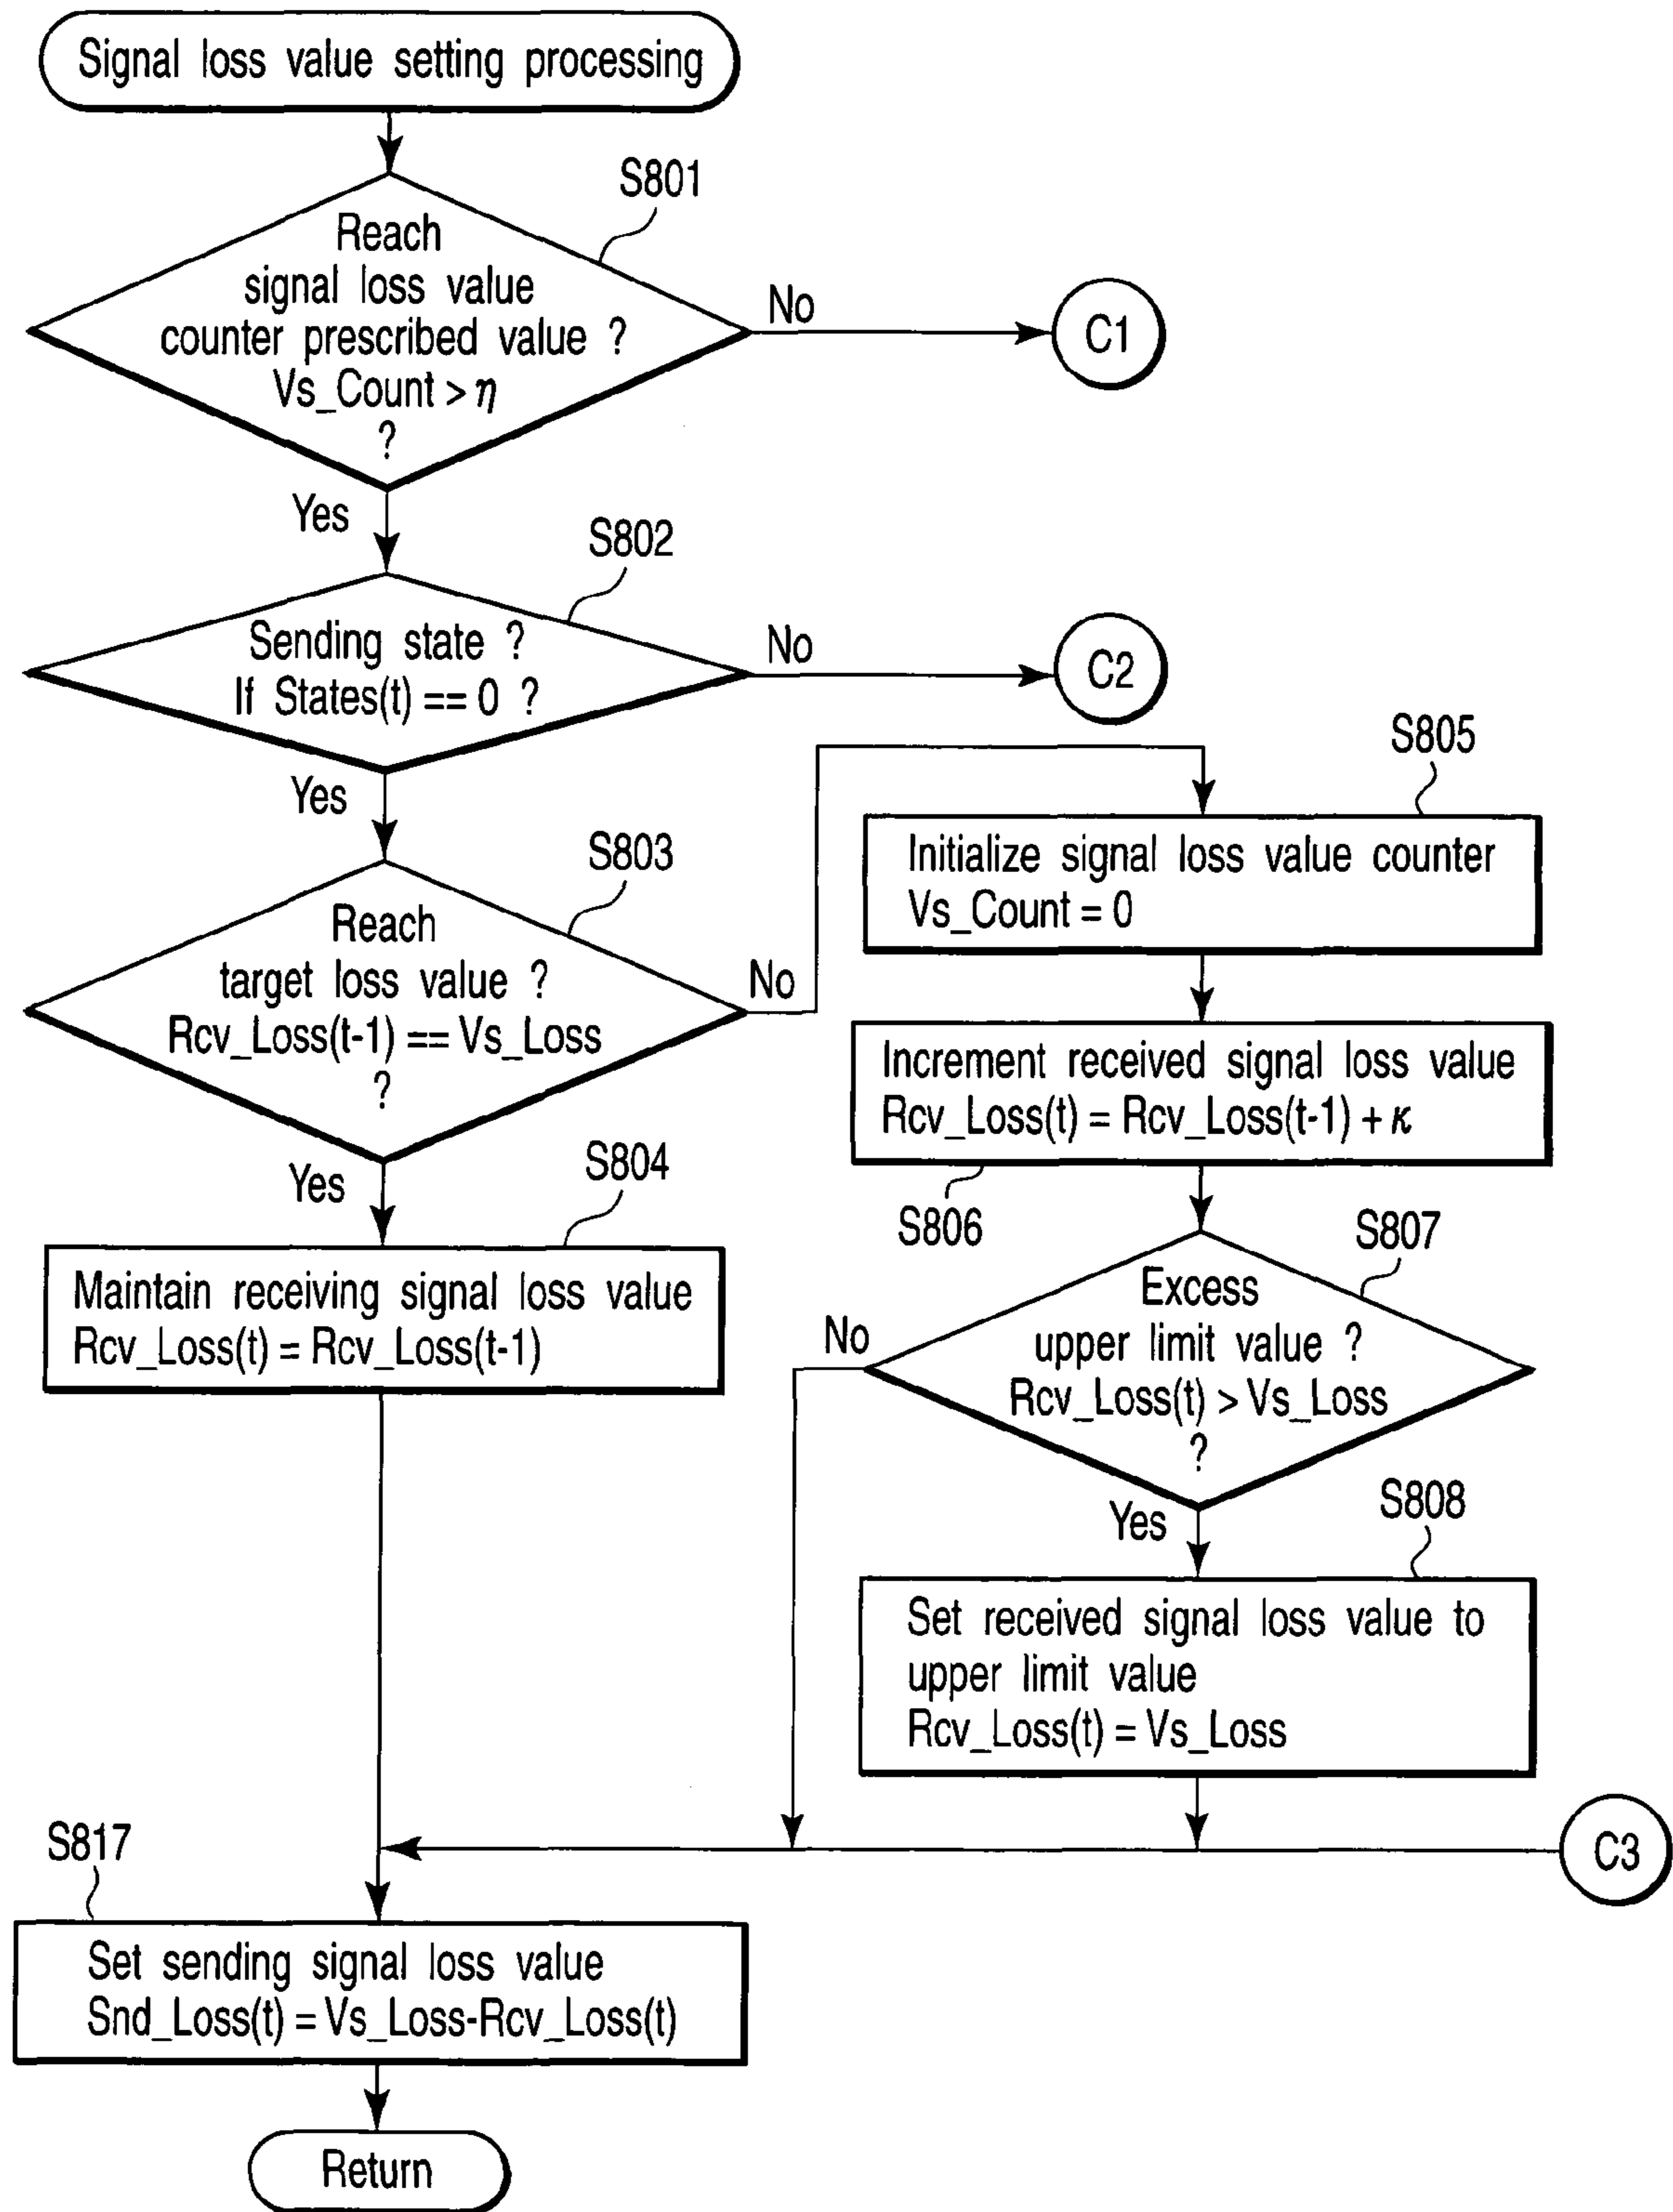 Signal loss value setting processing
S801
Reach
signal loss value
counter prescribed value ?
Vs_Count > η
?
No
C1
Yes
S802
Sending state ?
If States(t) == 0 ?
No
C2
Yes
S803
Reach
target loss value ?
Rcv_Loss(t-1) == Vs_Loss
?
No
Yes
S804
Maintain receiving signal loss value
Rcv_Loss(t) = Rcv_Loss(t-1)
S805
Initialize signal loss value counter
Vs_Count = 0
Increment received signal loss value
Rcv_Loss(t) = Rcv_Loss(t-1) + κ
S806
S807
Excess
upper limit value ?
Rcv_Loss(t) > Vs_Loss
?
No
Yes
S808
Set received signal loss value to
upper limit value
Rcv_Loss(t) = Vs_Loss
C3
S817
Set sending signal loss value
Snd_Loss(t) = Vs_Loss-Rcv_Loss(t)
Return